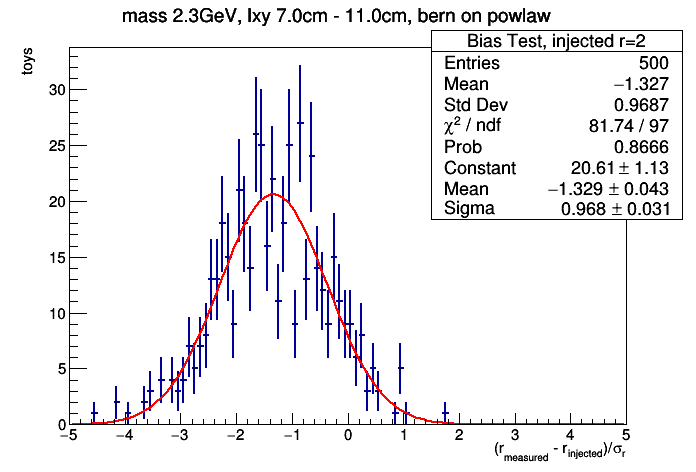 mass 2.3GeV, lxy 7.0cm - 11.0cm, bern on powlaw
toys
Bias Test, injected r=2
Entries 500
Mean −1.327
Std Dev 0.9687
χ² / ndf 81.74 / 97
Prob 0.8666
Constant 20.61 ± 1.13
Mean −1.329 ± 0.043
Sigma 0.968 ± 0.031
30
25
20
15
10
5
0
−5 −4 −3 −2 −1 0 1 2 3 4 5
(r_measured - r_injected)/σ_r